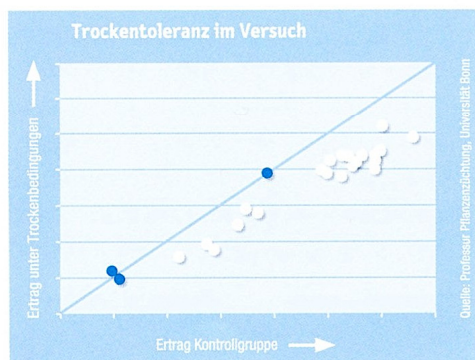 Trockentoleranz im Versuch
Ertrag unter Trockenbedingungen
Ertrag Kontrollgruppe
Quelle: Professur Pflanzenzüchtung, Universität Bonn